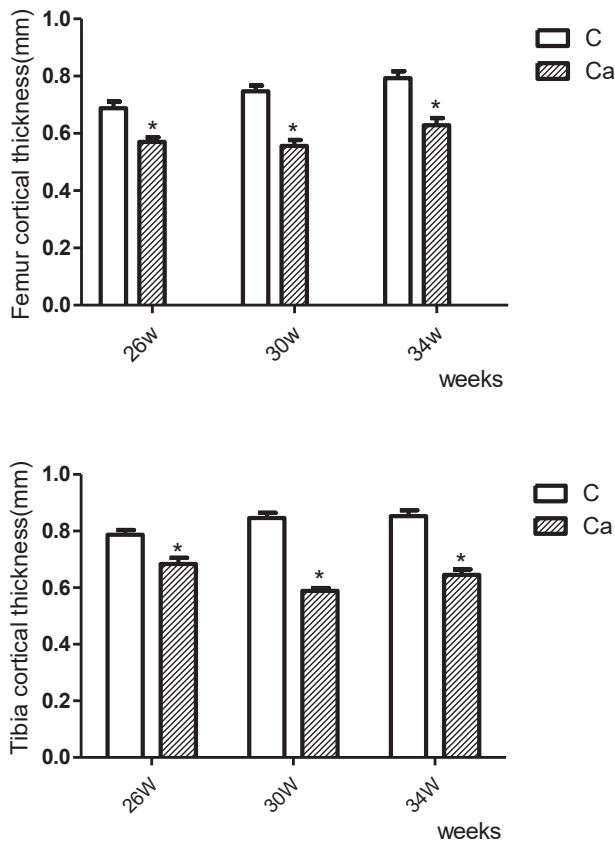 Femur cortical thickness(mm)
1.0
0.8
0.6
0.4
0.2
0.0
*
*
*
26w
30w
34w
weeks
C
Ca
Tibia cortical thickness(mm)
1.0
0.8
0.6
0.4
0.2
0.0
*
*
*
26W
30W
34W
weeks
C
Ca